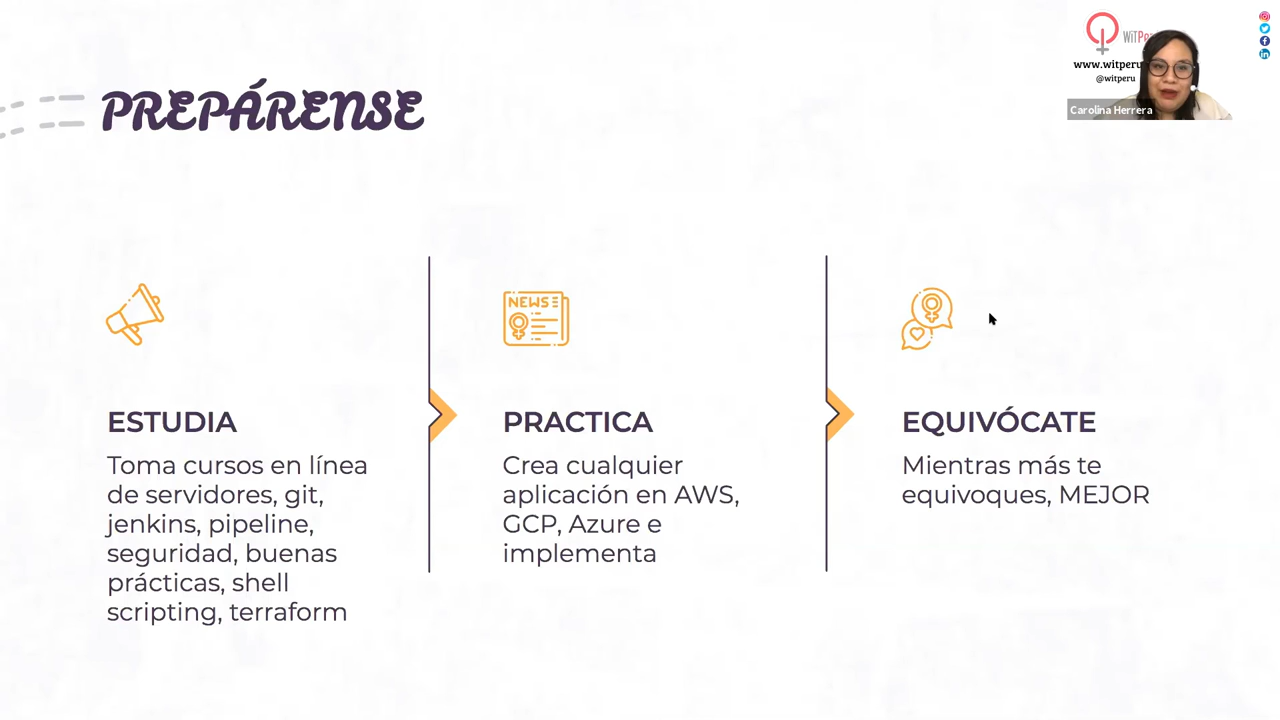 PREPÁRENSE
www.witperu
@witperu
Carolina Herrera
NEWS
ESTUDIA
Toma cursos en línea
de servidores, git,
jenkins, pipeline,
seguridad, buenas
prácticas, shell
scripting, terraform
PRACTICA
Crea cualquier
aplicación en AWS,
GCP, Azure e
implementa
EQUIVÓCATE
Mientras más te
equivoques, MEJOR